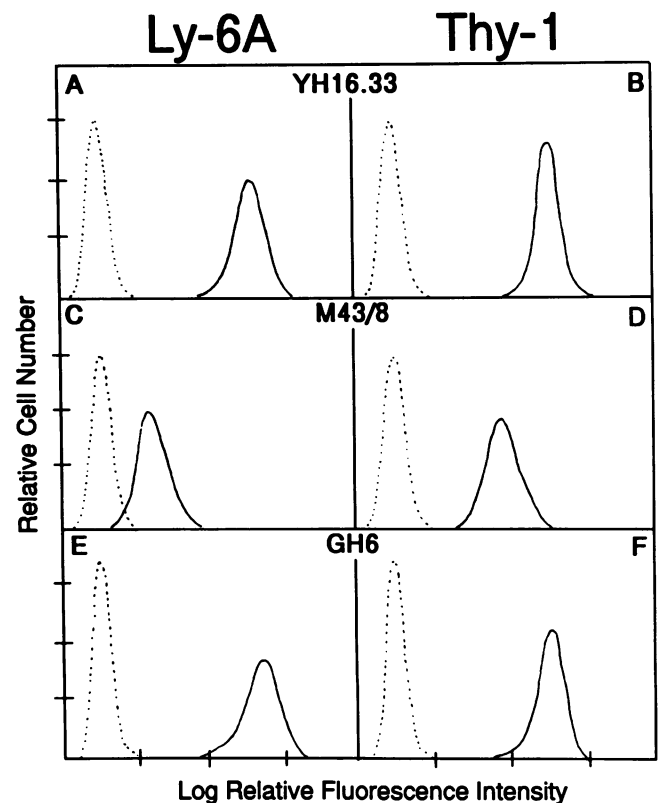 Ly-6A Thy-1
A YH16.33 B
C M43/8 D
E GH6 F
Relative Cell Number
Log Relative Fluorescence Intensity